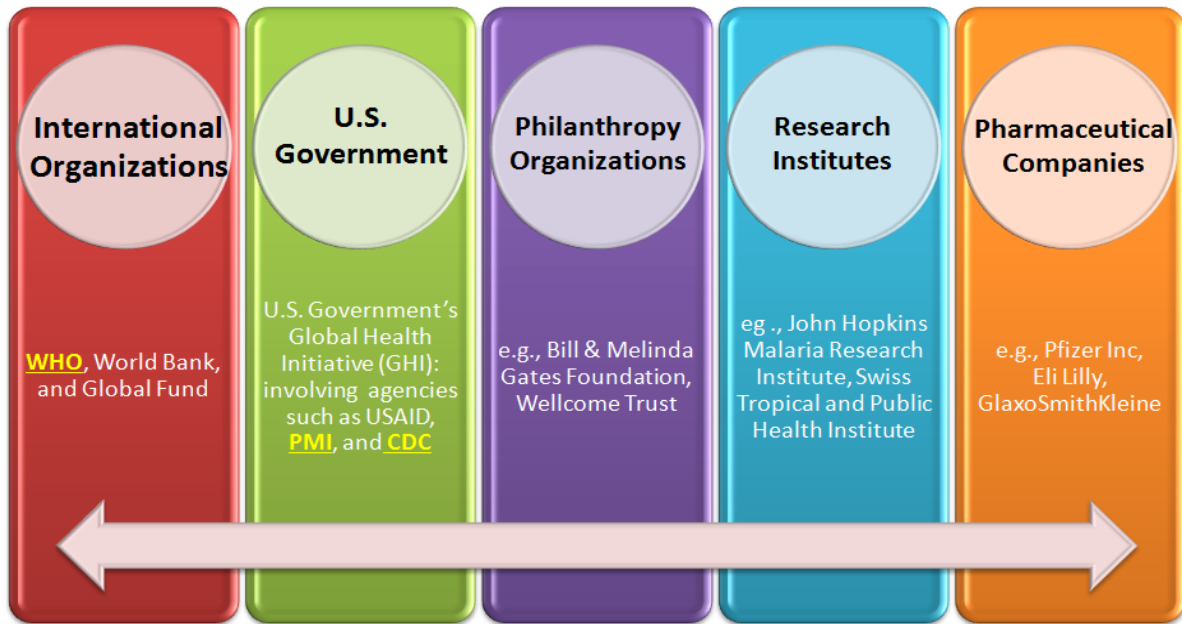 International
Organizations
WHO, World Bank,
and Global Fund
U.S.
Government
U.S. Government’s
Global Health
Initiative (GHI):
involving agencies
such as USAID,
PMI, and CDC
Philanthropy
Organizations
e.g., Bill & Melinda
Gates Foundation,
Wellcome Trust
Research
Institutes
eg ., John Hopkins
Malaria Research
Institute, Swiss
Tropical and Public
Health Institute
Pharmaceutical
Companies
e.g., Pfizer Inc,
Eli Lilly,
GlaxoSmithKleine